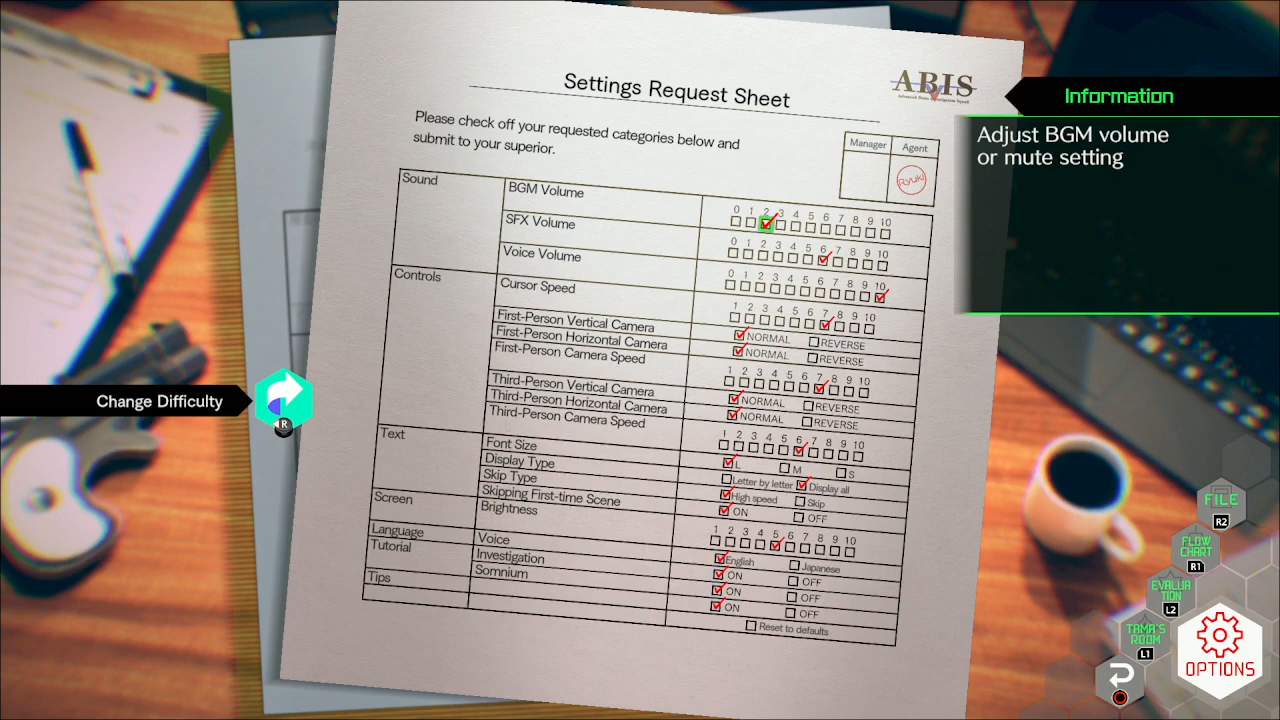 Settings Request Sheet
ABIS
Please check off your requested categories below and
submit to your superior.
Manager Agent
Ryuki
Information
Adjust BGM volume
or mute setting
Sound
BGM Volume
0 1 2 3 4 5 6 7 8 9 10
SFX Volume
0 1 2 3 4 5 6 7 8 9 10
Voice Volume
0 1 2 3 4 5 6 7 8 9 10
Controls
Cursor Speed
1 2 3 4 5 6 7 8 9 10
First-Person Vertical Camera NORMAL REVERSE
First-Person Horizontal Camera NORMAL REVERSE
First-Person Camera Speed
1 2 3 4 5 6 7 8 9 10
Third-Person Vertical Camera NORMAL REVERSE
Third-Person Horizontal Camera NORMAL REVERSE
Third-Person Camera Speed
1 2 3 4 5 6 7 8 9 10
Text
Font Size L M S
Display Type Letter by letter Display all
Skip Type High speed Skip
Skipping First-time Scene ON OFF
Screen
Brightness
1 2 3 4 5 6 7 8 9 10
Language Voice English Japanese
Tutorial Investigation ON OFF
Somnium ON OFF
Tips ON OFF
Reset to defaults
Change Difficulty
R
FILE
R2
FLOW
CHART
R1
EVALUA
TION
L2
TAMA'S
ROOM
L1
OPTIONS